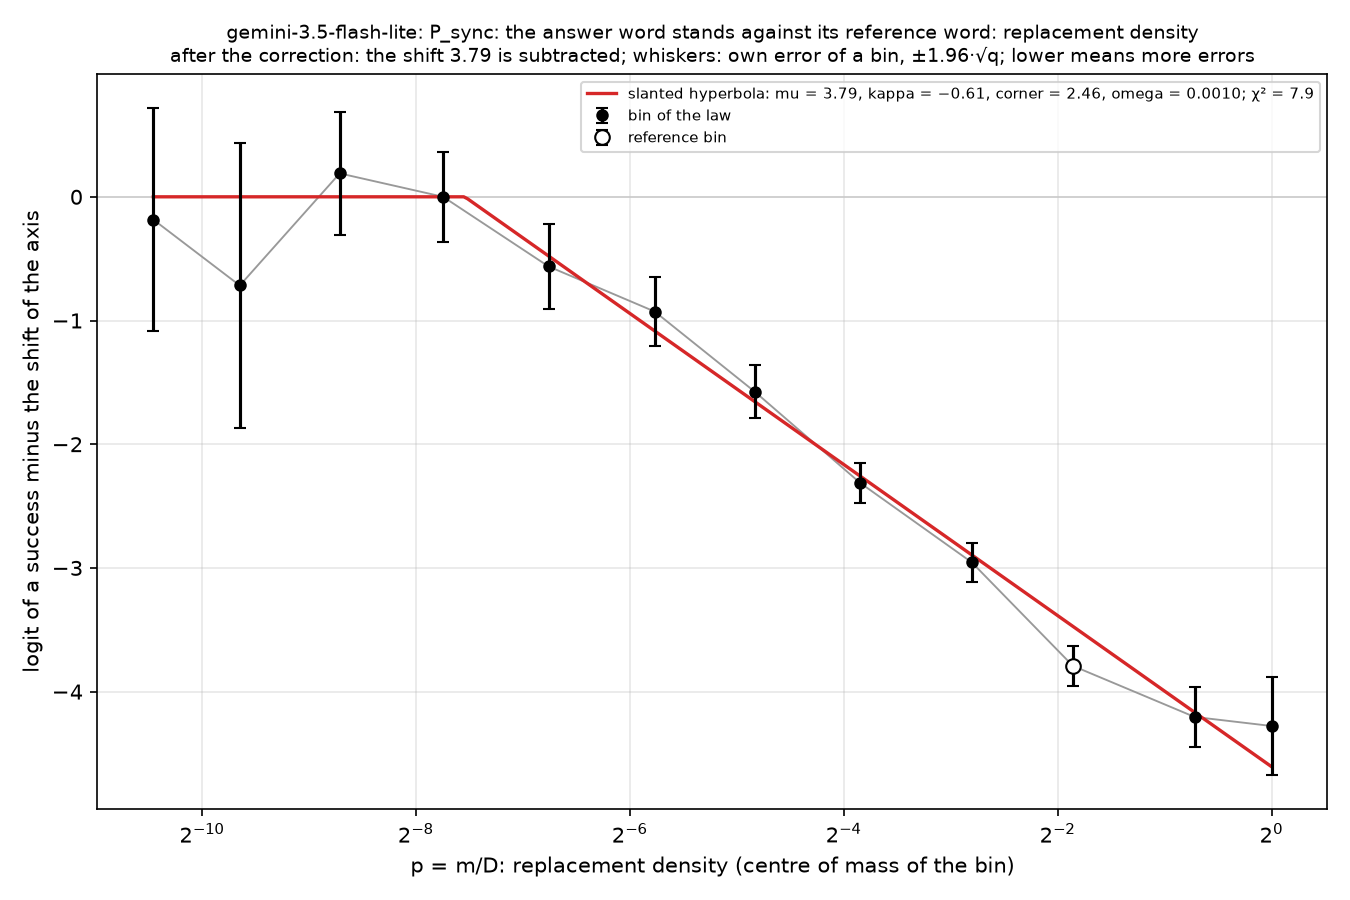 gemini-3.5-flash-lite: P_sync: the answer word stands against its reference word: replacement density
after the correction: the shift 3.79 is subtracted; whiskers: own error of a bin, ±1.96·√q; lower means more errors
slanted hyperbola: mu = 3.79, kappa = −0.61, corner = 2.46, omega = 0.0010; χ² = 7.9
bin of the law
reference bin
logit of a success minus the shift of the axis
0
−1
−2
−3
−4
2⁻¹⁰
2⁻⁸
2⁻⁶
2⁻⁴
2⁻²
2⁰
p = m/D: replacement density (centre of mass of the bin)